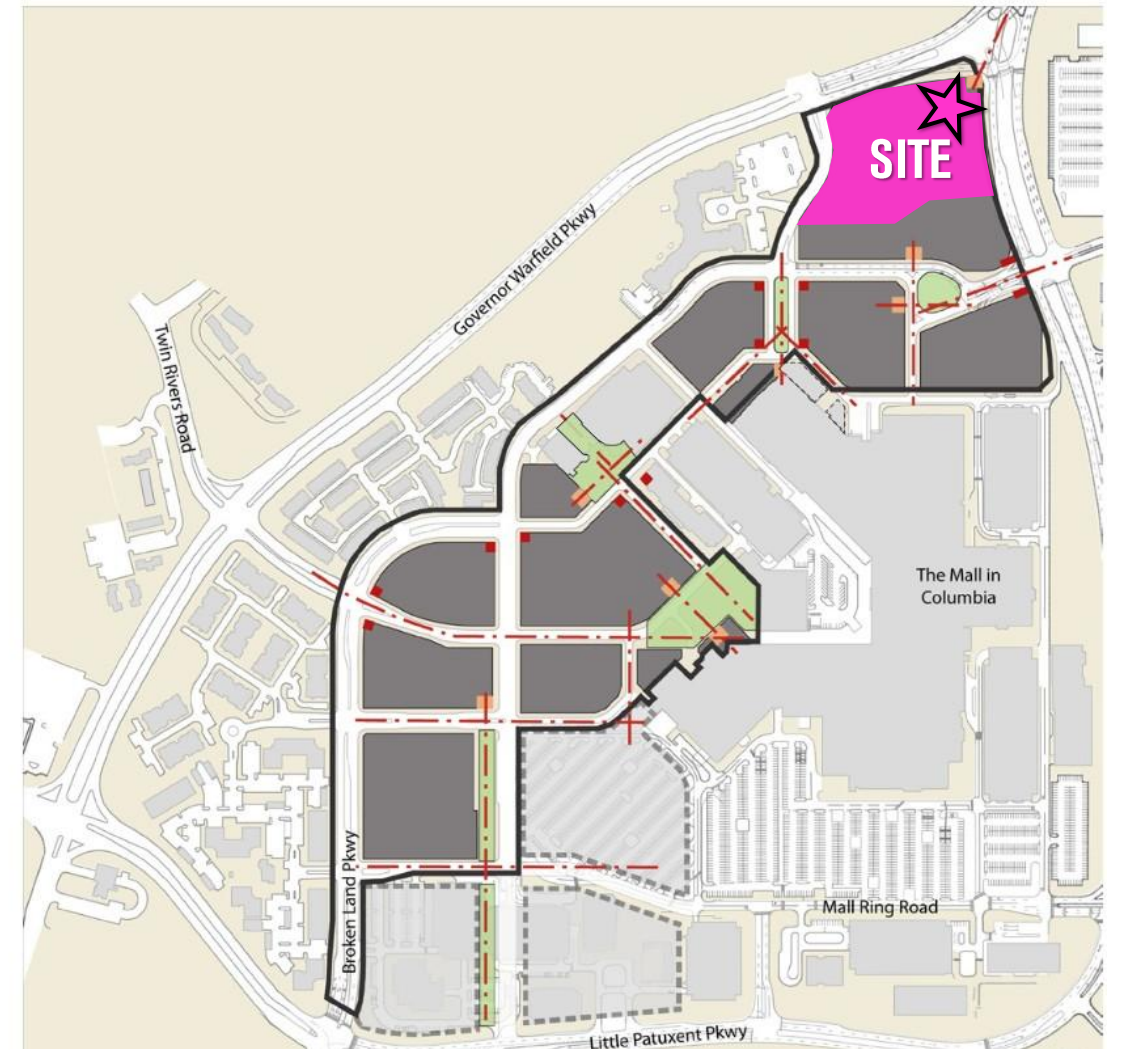 SITE
Governor Warfield Pkwy
Twin Rivers Road
The Mall in
Columbia
Mall Ring Road
Broken Land Pkwy
Little Patuxent Pkwy